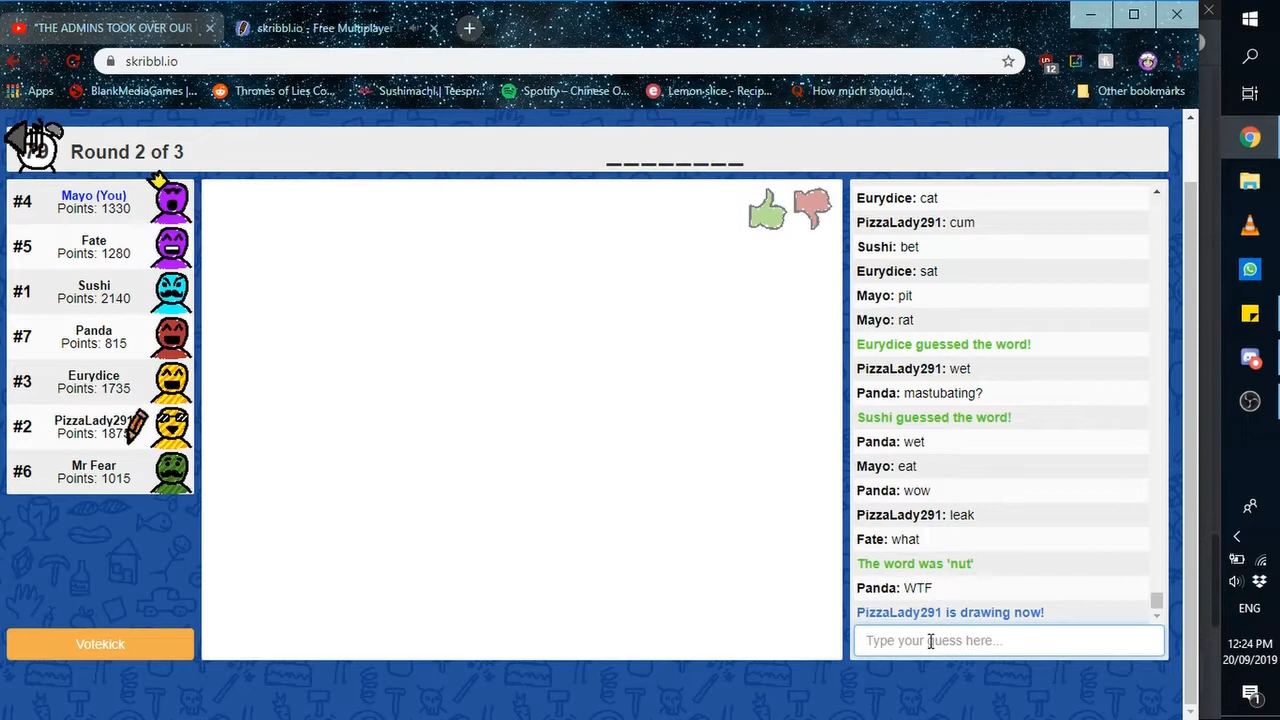 "THE ADMINS TOOK OVER OUR
skribbl.io - Free Multiplayer
skribbl.io
12
Apps
BlankMediaGames |...
Thrones of Lies Co...
Sushimachi | Teespr...
Spotify – Chinese O...
Lemon slice - Recip...
How much should...
Other bookmarks
Round 2 of 3
________
#4
Mayo (You)
Points: 1330
#5
Fate
Points: 1280
#1
Sushi
Points: 2140
#7
Panda
Points: 815
#3
Eurydice
Points: 1735
#2
PizzaLady291
Points: 1875
#6
Mr Fear
Points: 1015
Votekick
Eurydice: cat
PizzaLady291: cum
Sushi: bet
Eurydice: sat
Mayo: pit
Mayo: rat
Eurydice guessed the word!
PizzaLady291: wet
Panda: mastubating?
Sushi guessed the word!
Panda: wet
Mayo: eat
Panda: wow
PizzaLady291: leak
Fate: what
The word was 'nut'
Panda: WTF
PizzaLady291 is drawing now!
Type your guess here...
ENG
12:24 PM
20/09/2019
1